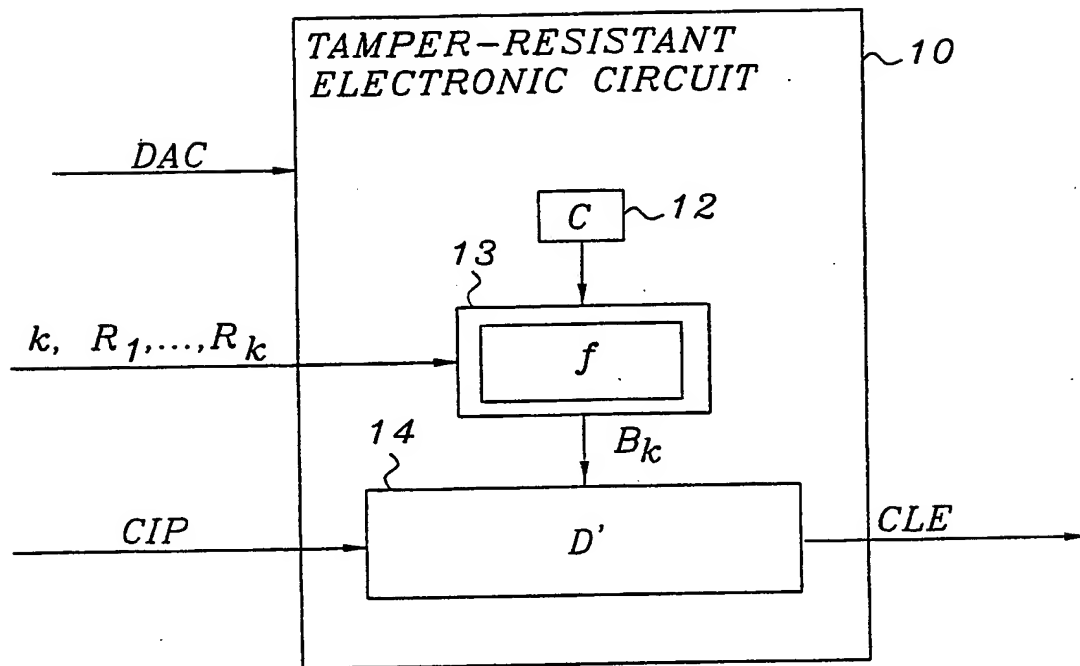 TAMPER-RESISTANT
ELECTRONIC CIRCUIT
10
DAC
C
12
13
k, R1,...,Rk
f
14
Bk
CIP
D'
CLE